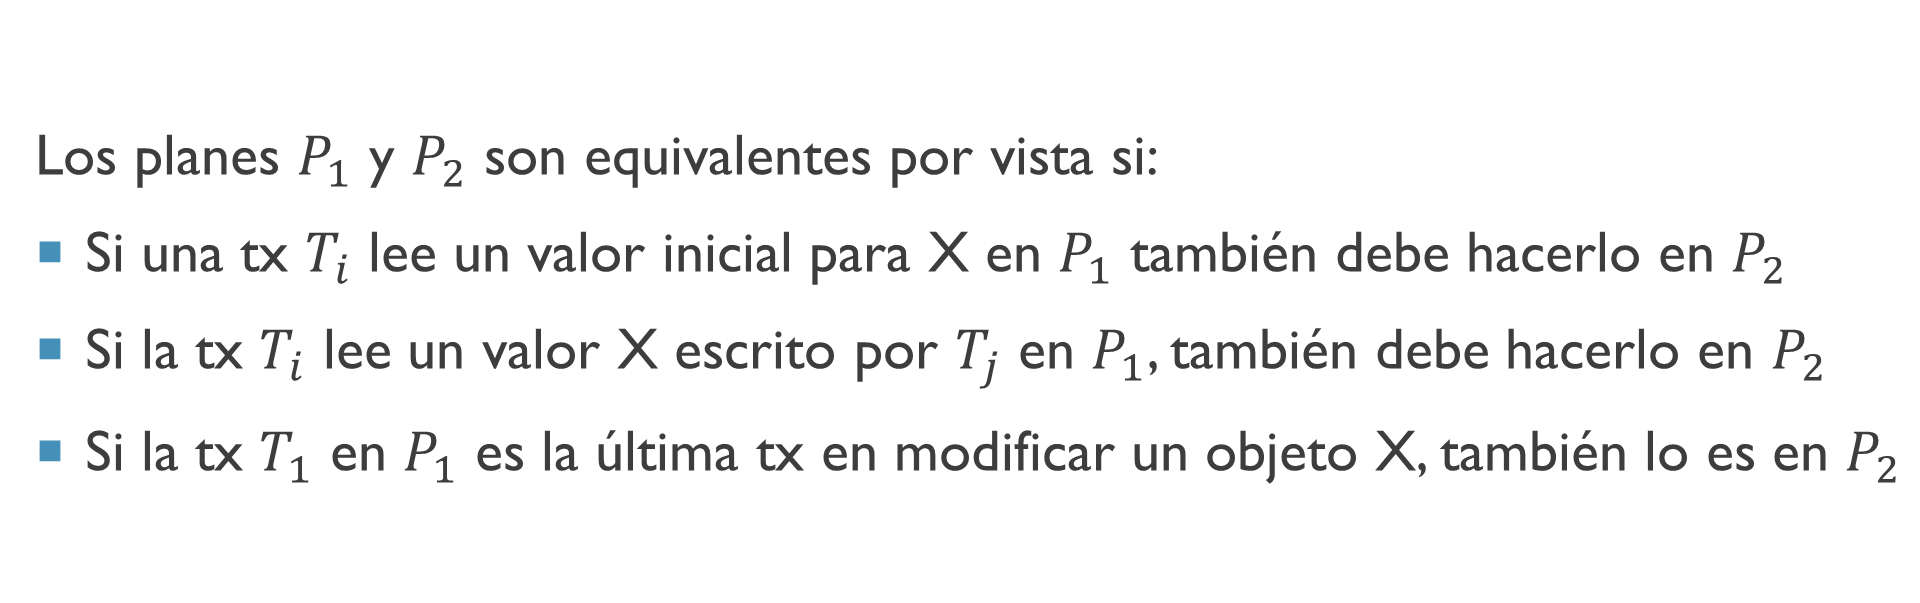 Los planes P₁ y P₂ son equivalentes por vista si:
▪ Si una tx Tᵢ lee un valor inicial para X en P₁ también debe hacerlo en P₂
▪ Si la tx Tᵢ lee un valor X escrito por Tⱼ en P₁, también debe hacerlo en P₂
▪ Si la tx T₁ en P₁ es la última tx en modificar un objeto X, también lo es en P₂